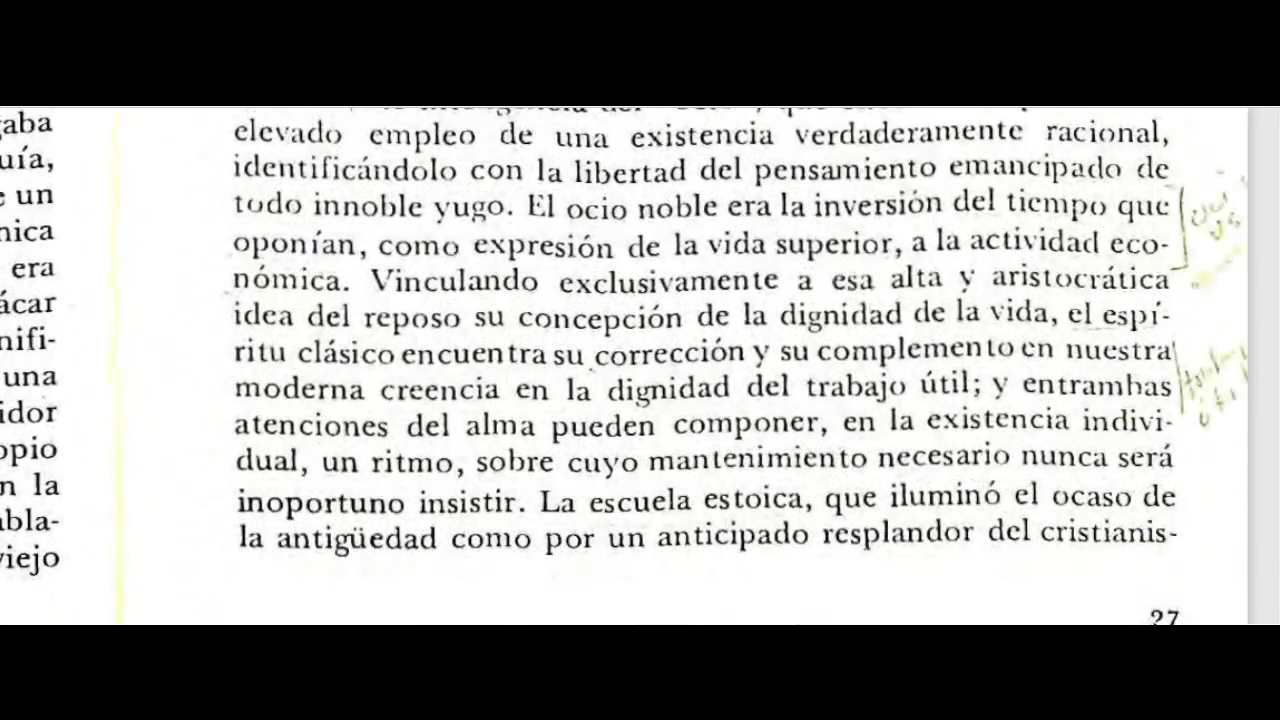 gaba
uía,
e un
nica
era
ácar
nifi-
una
idor
opio
n la
abla-
viejo
elevado empleo de una existencia verdaderamente racional,
identificándolo con la libertad del pensamiento emancipado de
todo innoble yugo. El ocio noble era la inversión del tiempo que
oponían, como expresión de la vida superior, a la actividad eco-
nómica. Vinculando exclusivamente a esa alta y aristocrática
idea del reposo su concepción de la dignidad de la vida, el espí-
ritu clásico encuentra su corrección y su complemento en nuestra
moderna creencia en la dignidad del trabajo útil; y entrambas
atenciones del alma pueden componer, en la existencia indivi-
dual, un ritmo, sobre cuyo mantenimiento necesario nunca será
inoportuno insistir. La escuela estoica, que iluminó el ocaso de
la antigüedad como por un anticipado resplandor del cristianis-
27